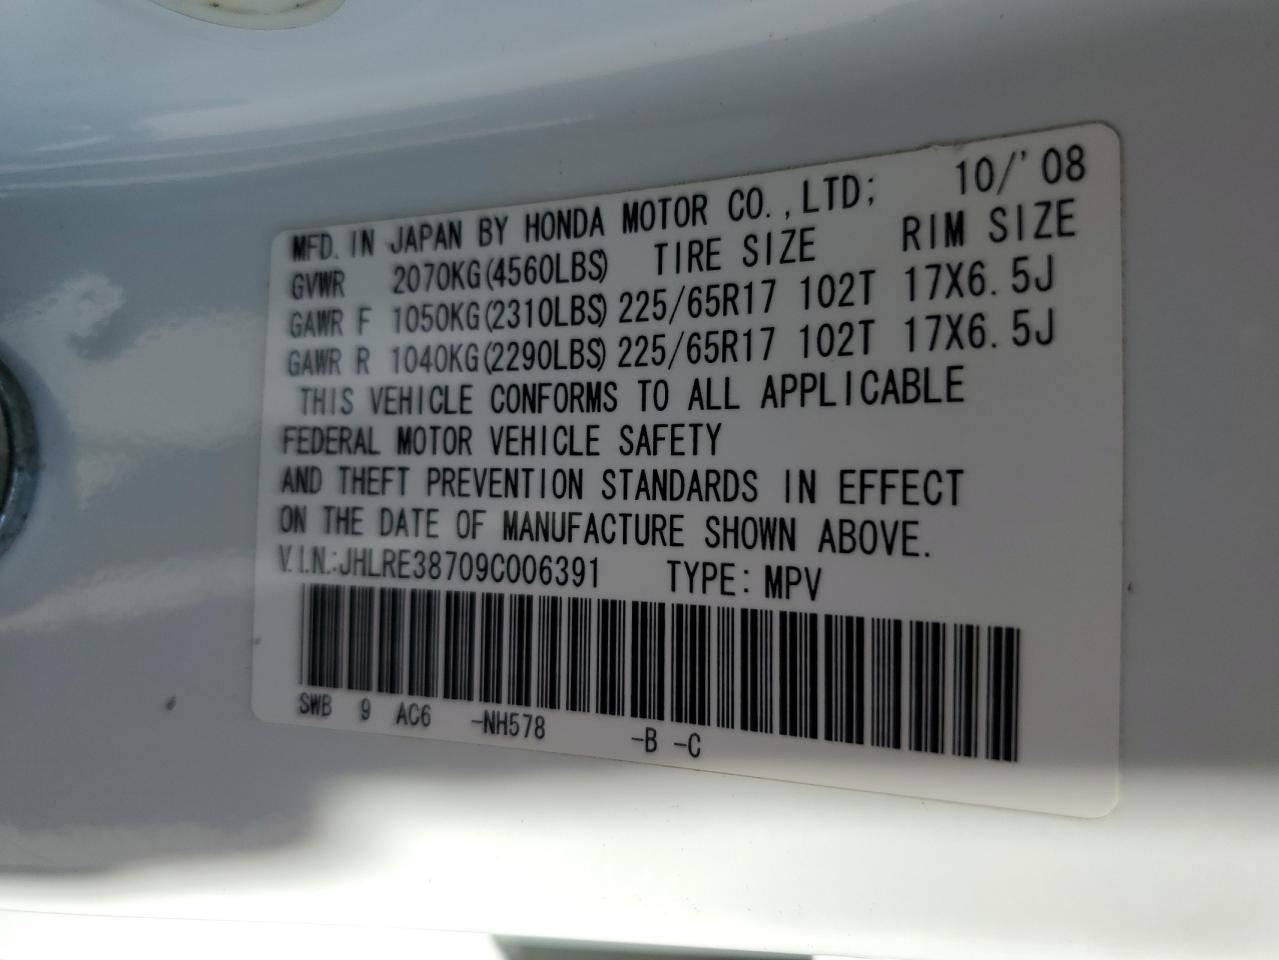 MFD. IN JAPAN BY HONDA MOTOR CO.,LTD; 10/'08
GVWR 2070KG(4560LBS) TIRE SIZE RIM SIZE
GAWR F 1050KG(2310LBS) 225/65R17 102T 17X6.5J
GAWR R 1040KG(2290LBS) 225/65R17 102T 17X6.5J
THIS VEHICLE CONFORMS TO ALL APPLICABLE
FEDERAL MOTOR VEHICLE SAFETY
AND THEFT PREVENTION STANDARDS IN EFFECT
ON THE DATE OF MANUFACTURE SHOWN ABOVE.
V.I.N.:JHLRE38709C006391 TYPE: MPV
SWB 9 AC6 -NH578 -B -C